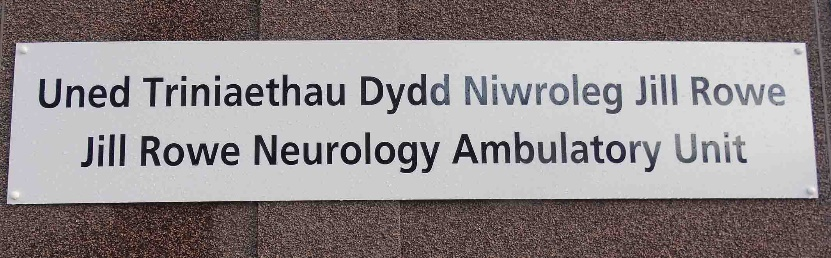 Uned Triniaethau Dydd Niwroleg Jill Rowe
Jill Rowe Neurology Ambulatory Unit